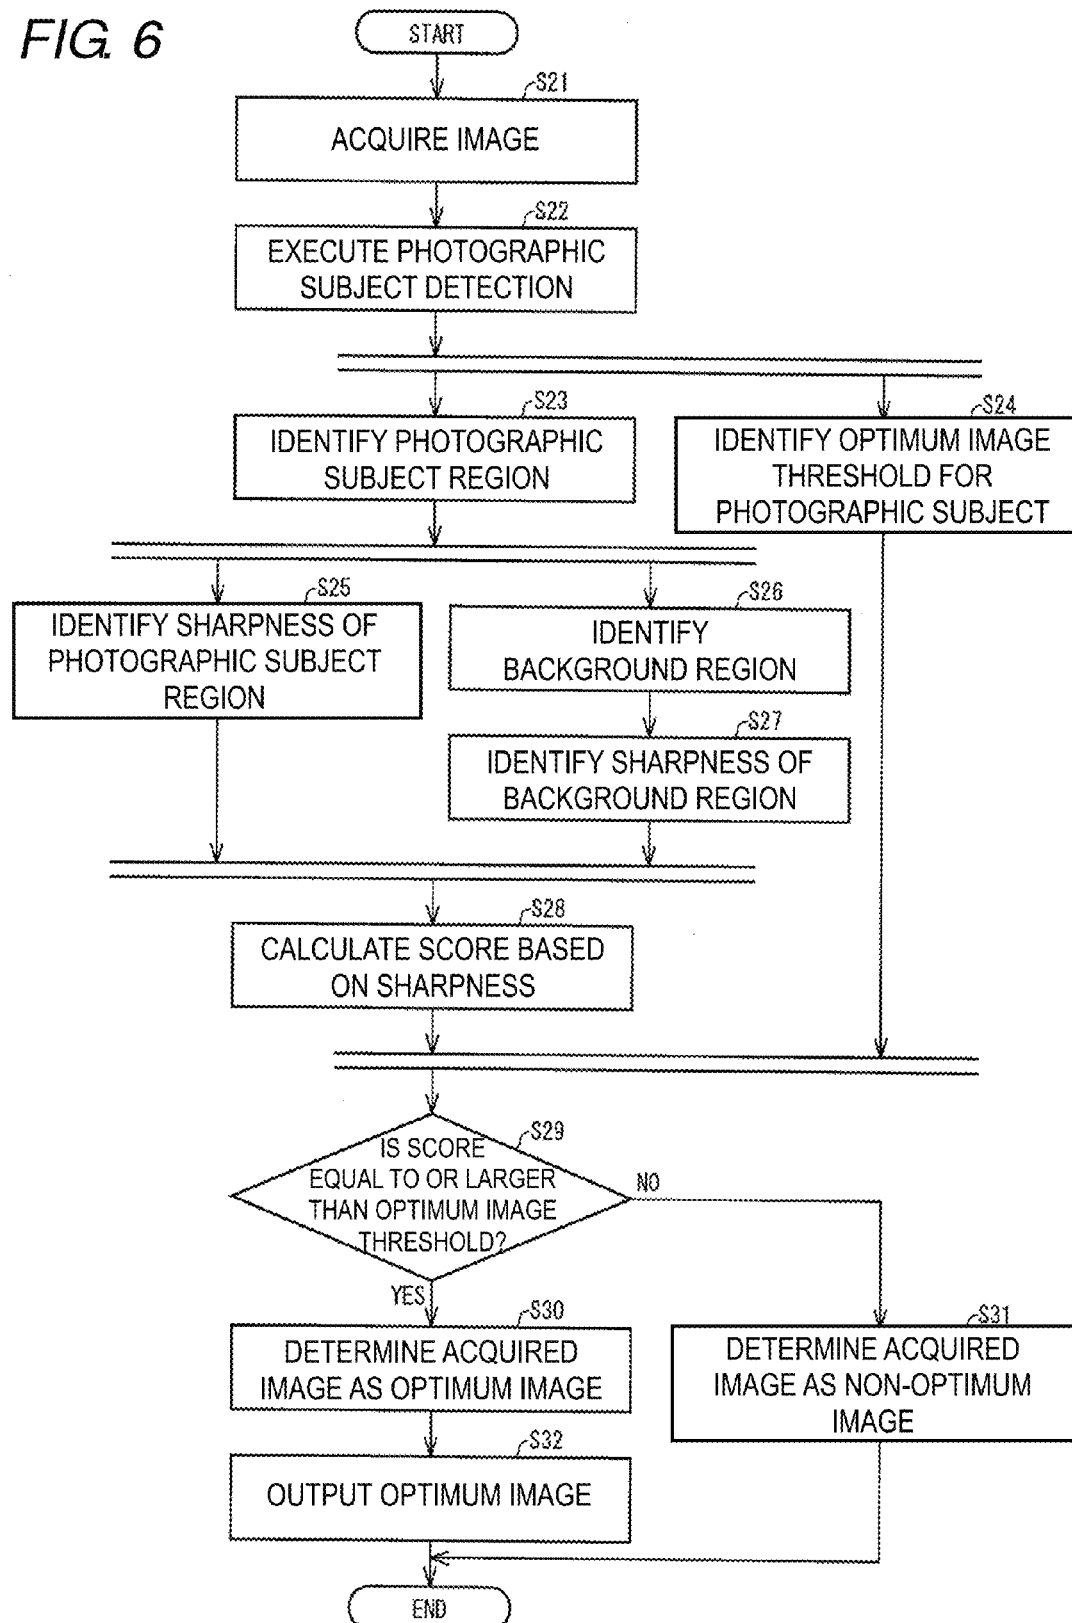 FIG. 6
START
S21
ACQUIRE IMAGE
S22
EXECUTE PHOTOGRAPHIC
SUBJECT DETECTION
S23
IDENTIFY PHOTOGRAPHIC
SUBJECT REGION
S24
IDENTIFY OPTIMUM IMAGE
THRESHOLD FOR
PHOTOGRAPHIC SUBJECT
S25
IDENTIFY SHARPNESS OF
PHOTOGRAPHIC SUBJECT
REGION
S26
IDENTIFY
BACKGROUND REGION
S27
IDENTIFY SHARPNESS OF
BACKGROUND REGION
S28
CALCULATE SCORE BASED
ON SHARPNESS
S29
IS SCORE
EQUAL TO OR LARGER
THAN OPTIMUM IMAGE
THRESHOLD?
NO
YES
S30
DETERMINE ACQUIRED
IMAGE AS OPTIMUM IMAGE
S31
DETERMINE ACQUIRED
IMAGE AS NON-OPTIMUM
IMAGE
S32
OUTPUT OPTIMUM IMAGE
END